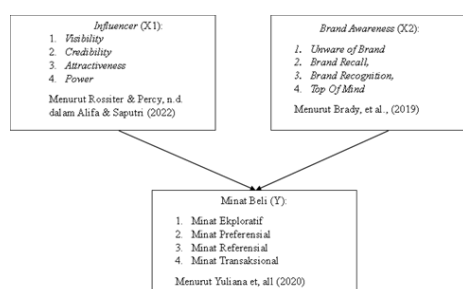 Influencer (X1):
1. Visibility
2. Credibility
3. Attractiveness
4. Power
Menurut Rossiter & Percy, n.d.
dalam Alifa & Saputri (2022)
Brand Awareness (X2):
1. Unware of Brand
2. Brand Recall,
3. Brand Recognition,
4. Top Of Mind
Menurut Brady, et al., (2019)
Minat Beli (Y):
1. Minat Ekploratif
2. Minat Preferensial
3. Minat Referensial
4. Minat Transaksional
Menurut Yuliana et, all (2020)